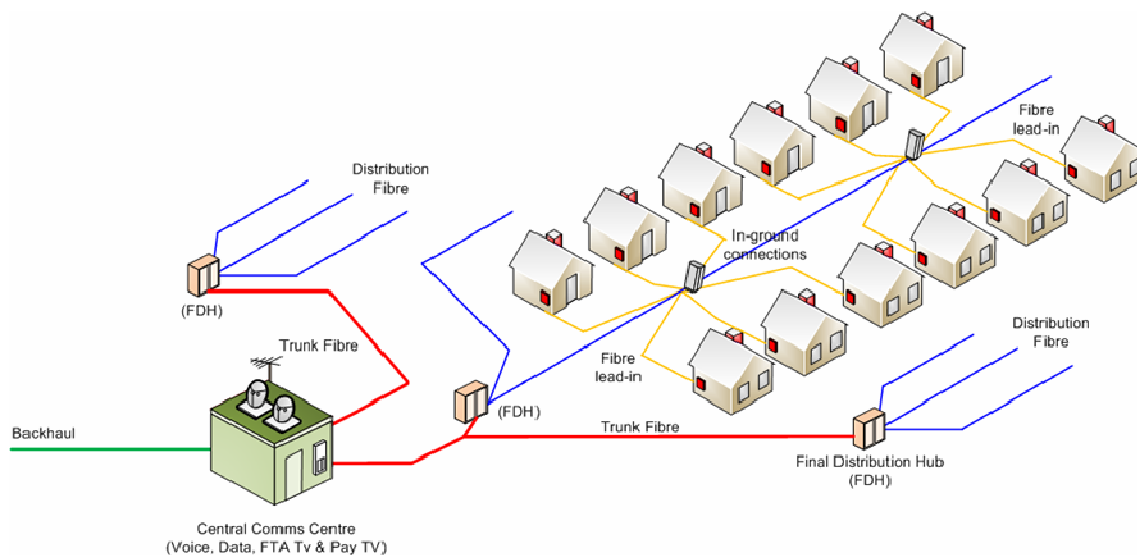 Fibre
lead-in
Distribution
Fibre
In-ground
connections
(FDH)
Distribution
Fibre
Trunk Fibre
Fibre
lead-in
(FDH)
Trunk Fibre
Backhaul
Final Distribution Hub
(FDH)
Central Comms Centre
(Voice, Data, FTA Tv & Pay TV)